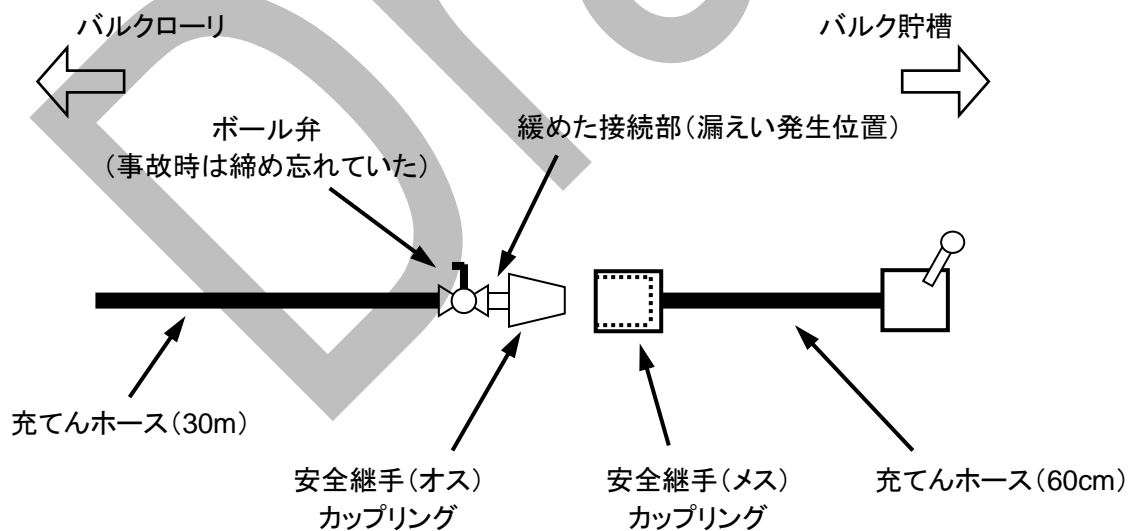 バルクローリ
バルク貯槽
ボール弁
（事故時は締め忘れていた）
緩めた接続部（漏えい発生位置）
充てんホース（30m）
安全継手（オス）
カップリング
安全継手（メス）
カップリング
充てんホース（60cm）